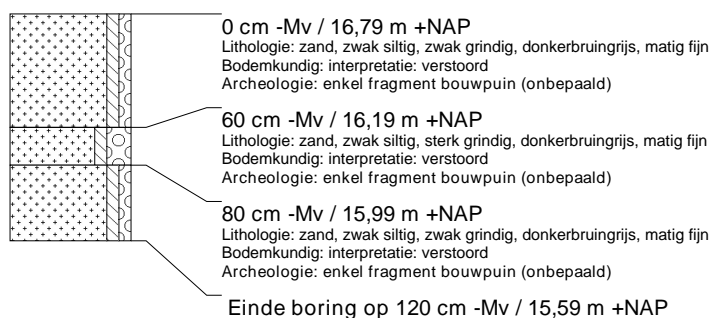 0 cm -Mv / 16,79 m +NAP
Lithologie: zand, zwak siltig, zwak grindig, donkerbruingrijs, matig fijn
Bodemkundig: interpretatie: verstoord
Archeologie: enkel fragment bouwpuin (onbepaald)
60 cm -Mv / 16,19 m +NAP
Lithologie: zand, zwak siltig, sterk grindig, donkerbruingrijs, matig fijn
Bodemkundig: interpretatie: verstoord
Archeologie: enkel fragment bouwpuin (onbepaald)
80 cm -Mv / 15,99 m +NAP
Lithologie: zand, zwak siltig, zwak grindig, donkerbruingrijs, matig fijn
Bodemkundig: interpretatie: verstoord
Archeologie: enkel fragment bouwpuin (onbepaald)
Einde boring op 120 cm -Mv / 15,59 m +NAP